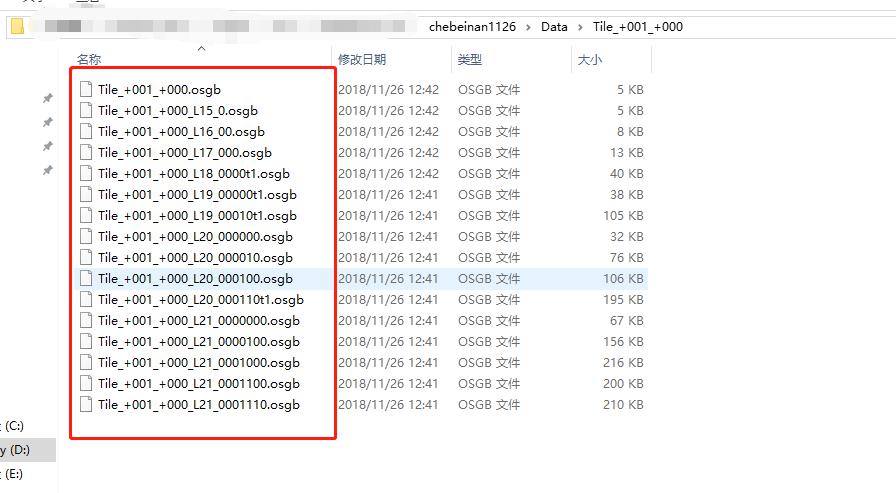 chebeinan1126 > Data > Tile_+001_+000
名称 修改日期 类型 大小
Tile_+001_+000.osgb 2018/11/26 12:42 OSGB 文件 5 KB
Tile_+001_+000_L15_0.osgb 2018/11/26 12:42 OSGB 文件 5 KB
Tile_+001_+000_L16_00.osgb 2018/11/26 12:42 OSGB 文件 8 KB
Tile_+001_+000_L17_000.osgb 2018/11/26 12:42 OSGB 文件 13 KB
Tile_+001_+000_L18_0000t1.osgb 2018/11/26 12:42 OSGB 文件 40 KB
Tile_+001_+000_L19_00000t1.osgb 2018/11/26 12:41 OSGB 文件 38 KB
Tile_+001_+000_L19_00010t1.osgb 2018/11/26 12:41 OSGB 文件 105 KB
Tile_+001_+000_L20_000000.osgb 2018/11/26 12:41 OSGB 文件 32 KB
Tile_+001_+000_L20_000010.osgb 2018/11/26 12:41 OSGB 文件 76 KB
Tile_+001_+000_L20_000100.osgb 2018/11/26 12:41 OSGB 文件 106 KB
Tile_+001_+000_L20_000110t1.osgb 2018/11/26 12:41 OSGB 文件 195 KB
Tile_+001_+000_L21_0000000.osgb 2018/11/26 12:41 OSGB 文件 67 KB
Tile_+001_+000_L21_0000100.osgb 2018/11/26 12:41 OSGB 文件 156 KB
Tile_+001_+000_L21_0001000.osgb 2018/11/26 12:41 OSGB 文件 216 KB
Tile_+001_+000_L21_0001100.osgb 2018/11/26 12:41 OSGB 文件 200 KB
Tile_+001_+000_L21_0001110.osgb 2018/11/26 12:41 OSGB 文件 210 KB
(C:)
y (D:)
(E:)